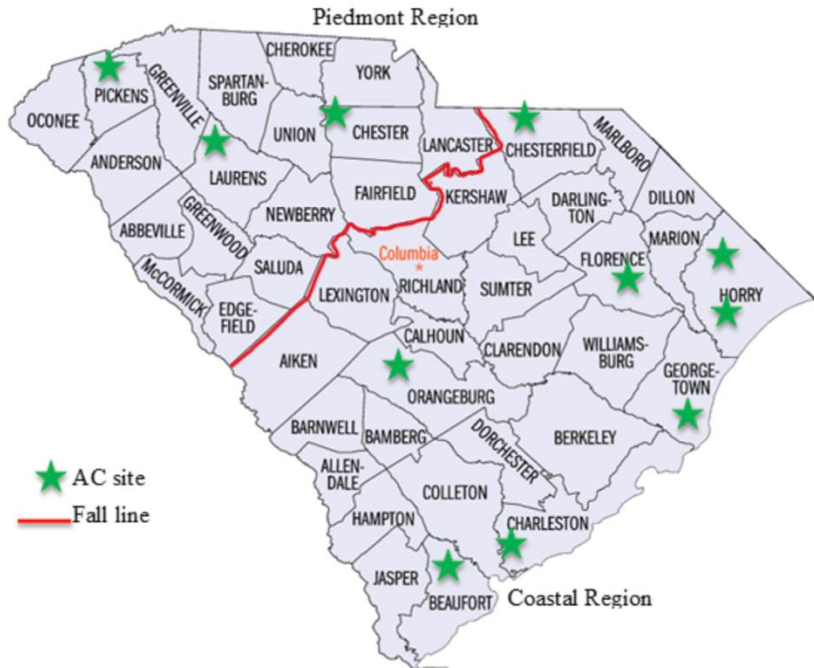 Piedmont Region
CHEROKEE
YORK
SPARTAN-
BURG
GREENVILLE
PICKENS
OCONEE
UNION
CHESTER
LANCASTER
CHESTERFIELD
MARLBORO
ANDERSON
LAURENS
FAIRFIELD
KERSHAW
DARLING-
TON
DILLON
ABBEVILLE
GREENWOOD
NEWBERRY
LEE
MARION
FLORENCE
Columbia
*
RICHLAND
SUMTER
HORRY
McCORMICK
SALUDA
LEXINGTON
EDGE-
FIELD
CALHOUN
CLARENDON
WILLIAMS-
BURG
GEORGE-
TOWN
AIKEN
ORANGEBURG
BARNWELL
BAMBERG
DORCHESTER
BERKELEY
ALLEN-
DALE
COLLETON
CHARLESTON
HAMPTON
JASPER
BEAUFORT
AC site
Fall line
Coastal Region